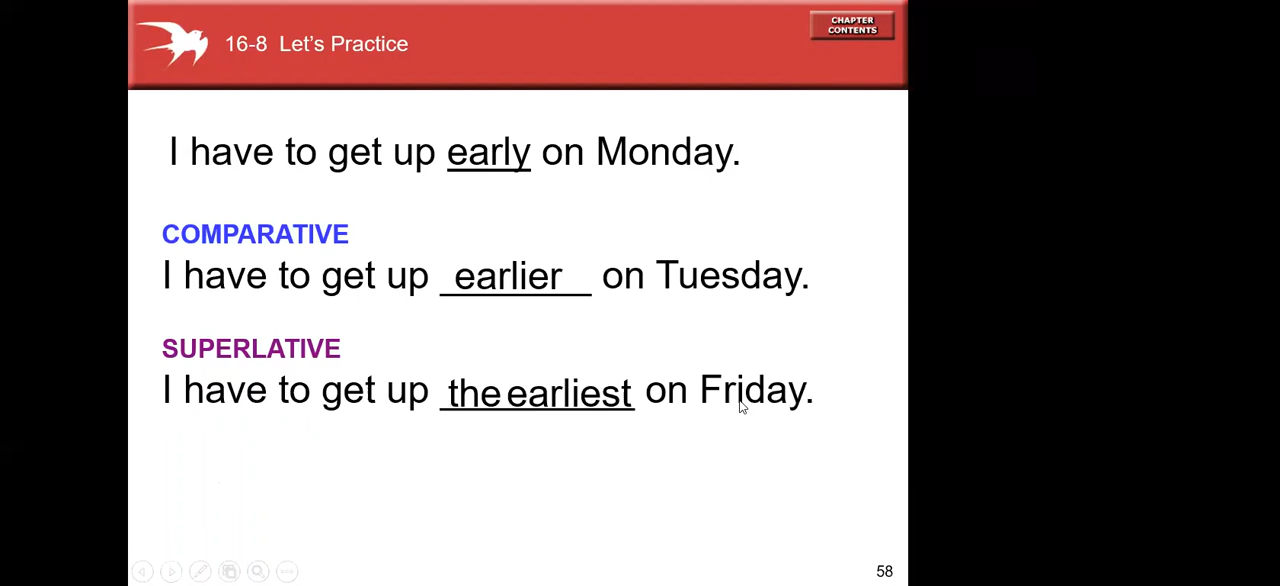 CHAPTER
CONTENTS
16-8 Let's Practice
I have to get up early on Monday.
COMPARATIVE
I have to get up earlier on Tuesday.
SUPERLATIVE
I have to get up the earliest on Friday.
58